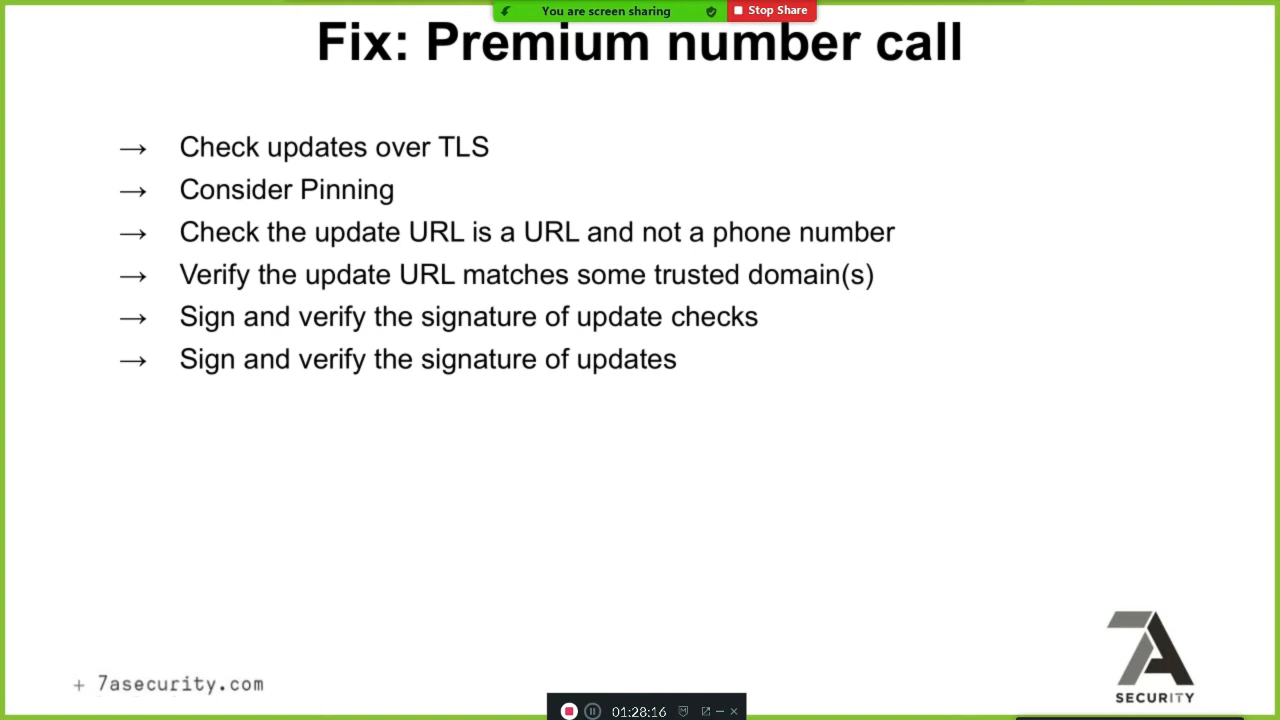 You are screen sharing
Stop Share
Fix: Premium number call
→ Check updates over TLS
→ Consider Pinning
→ Check the update URL is a URL and not a phone number
→ Verify the update URL matches some trusted domain(s)
→ Sign and verify the signature of update checks
→ Sign and verify the signature of updates
7A
SECURITY
+ 7asecurity.com
01:28:16